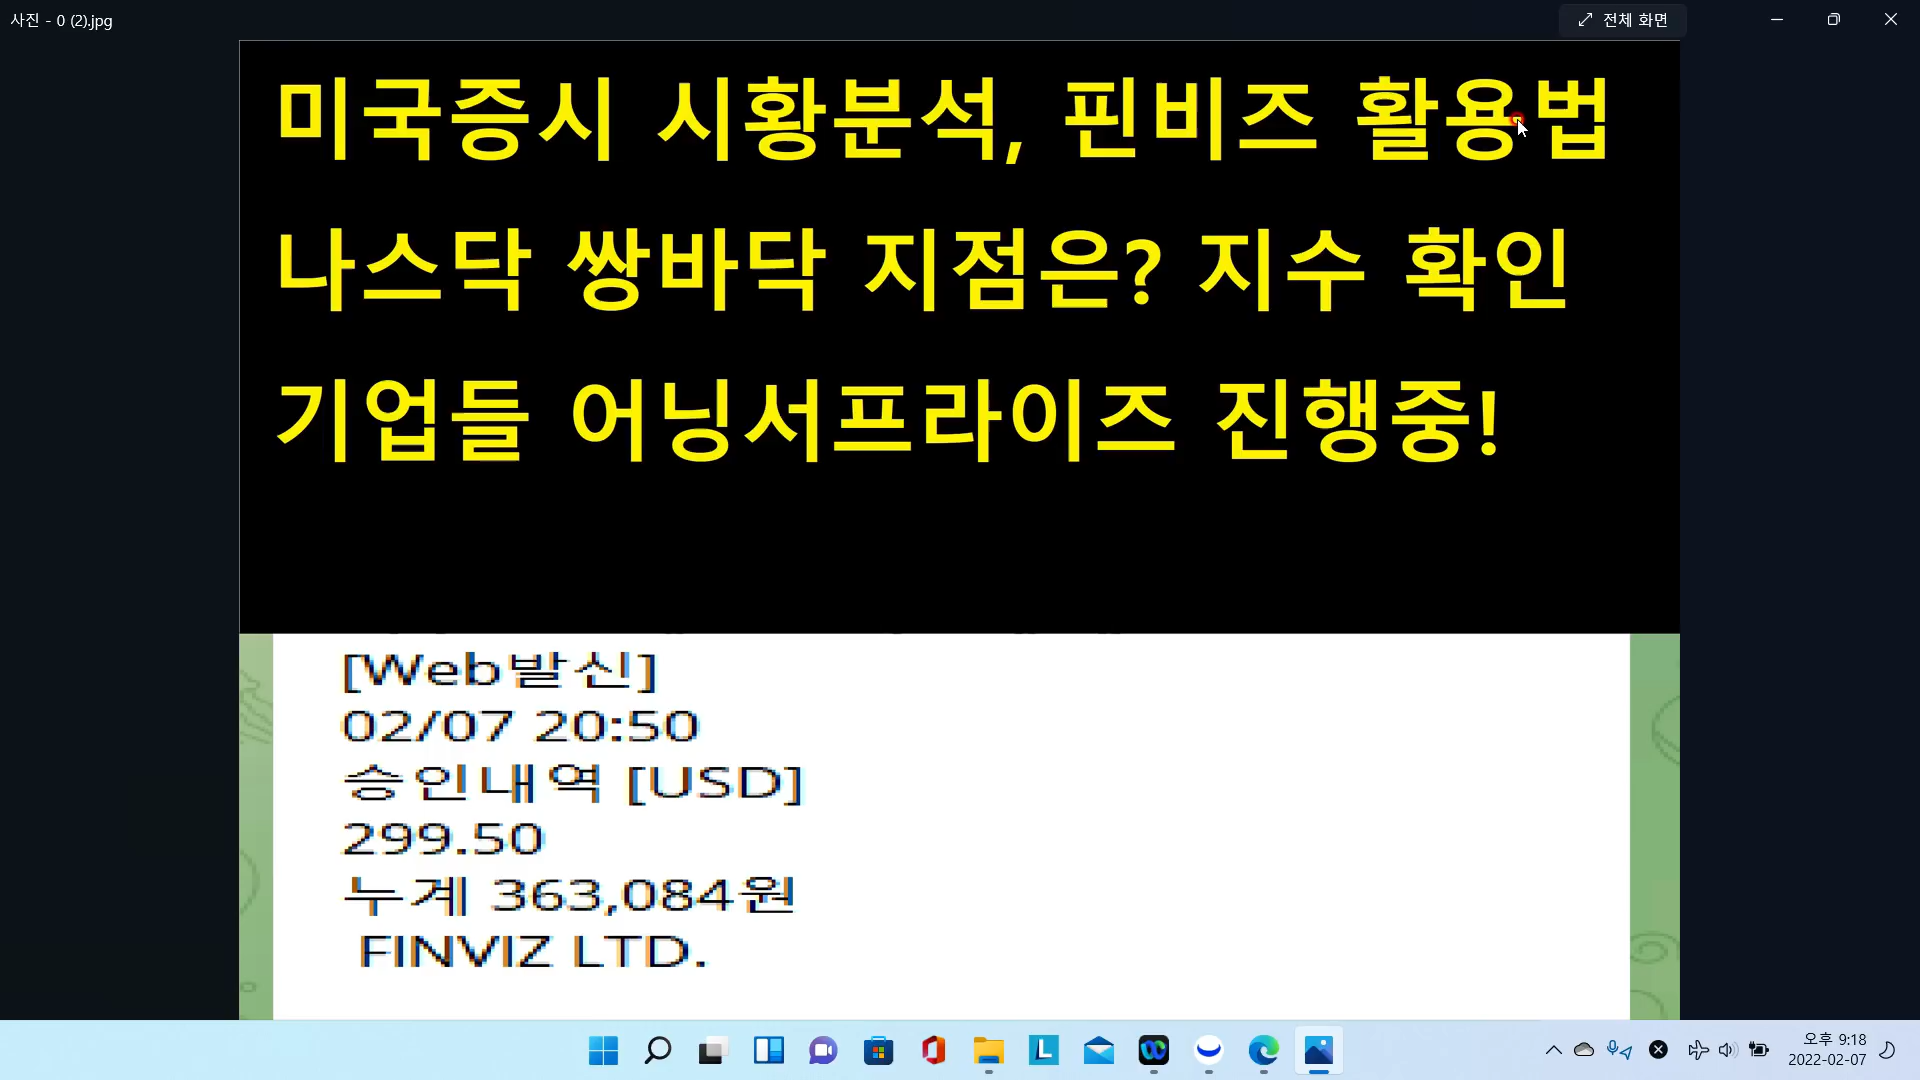 사진 - 0 (2).jpg
전체 화면
미국증시 시황분석, 핀비즈 활용법
나스닥 쌍바닥 지점은? 지수 확인
기업들 어닝서프라이즈 진행중!
[Web발신]
02/07 20:50
승인내역 [USD]
299.50
누계 363,084원
FINVIZ LTD.
오후 9:18
2022-02-07